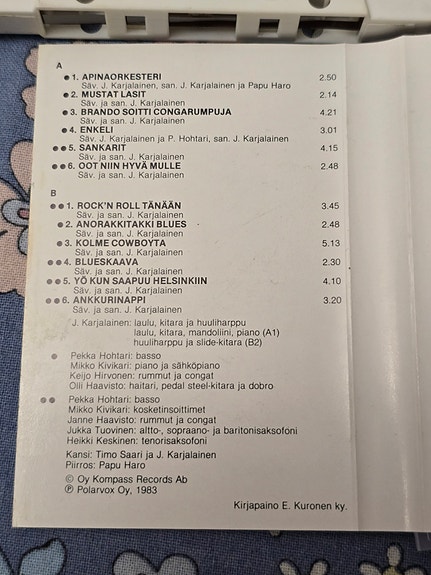 A
● 1. APINAORKESTERI 2.50
Säv. J. Karjalainen, san. J. Karjalainen ja Papu Haro
● 2. MUSTAT LASIT 2.14
Säv. ja san. J. Karjalainen
● 3. BRANDO SOITTI CONGARUMPUJA 4.21
Säv. ja san. J. Karjalainen
● 4. ENKELI 3.01
Säv. J. Karjalainen ja P. Hohtari, san. J. Karjalainen
●● 5. SANKARIT 4.15
Säv. ja san. J. Karjalainen
●● 6. OOT NIIN HYVÄ MULLE 2.48
Säv. ja san. J. Karjalainen
B
●● 1. ROCK'N ROLL TÄNÄÄN 3.45
Säv. ja san. J. Karjalainen
● 2. ANORAKKITAKKI BLUES 2.48
Säv. ja san. J. Karjalainen
● 3. KOLME COWBOYTA 5.13
Säv. ja san. J. Karjalainen
●● 4. BLUESKAAVA 2.30
Säv. ja san. J. Karjalainen
●● 5. YÖ KUN SAAPUU HELSINKIIN 4.10
Säv. ja san. J. Karjalainen
●● 6. ANKKURINAPPI 3.20
Säv. ja san. J. Karjalainen
J. Karjalainen: laulu, kitara ja huuliharppu
laulu, kitara, mandoliini, piano (A1)
huuliharppu ja slide-kitara (B2)
● Pekka Hohtari: basso
Mikko Kivikari: piano ja sähköpiano
Keijo Hirvonen: rummut ja congat
Olli Haavisto: haitari, pedal steel-kitara ja dobro
●● Pekka Hohtari: basso
Mikko Kivikari: kosketinsoittimet
Janne Haavisto: rummut ja congat
Jukka Tuovinen: altto-, sopraano- ja baritonisaksofoni
Heikki Keskinen: tenorisaksofoni
Kansi: Timo Saari ja J. Karjalainen
Piirros: Papu Haro
© Oy Kompass Records Ab
℗ Polarvox Oy, 1983
Kirjapaino E. Kuronen ky.